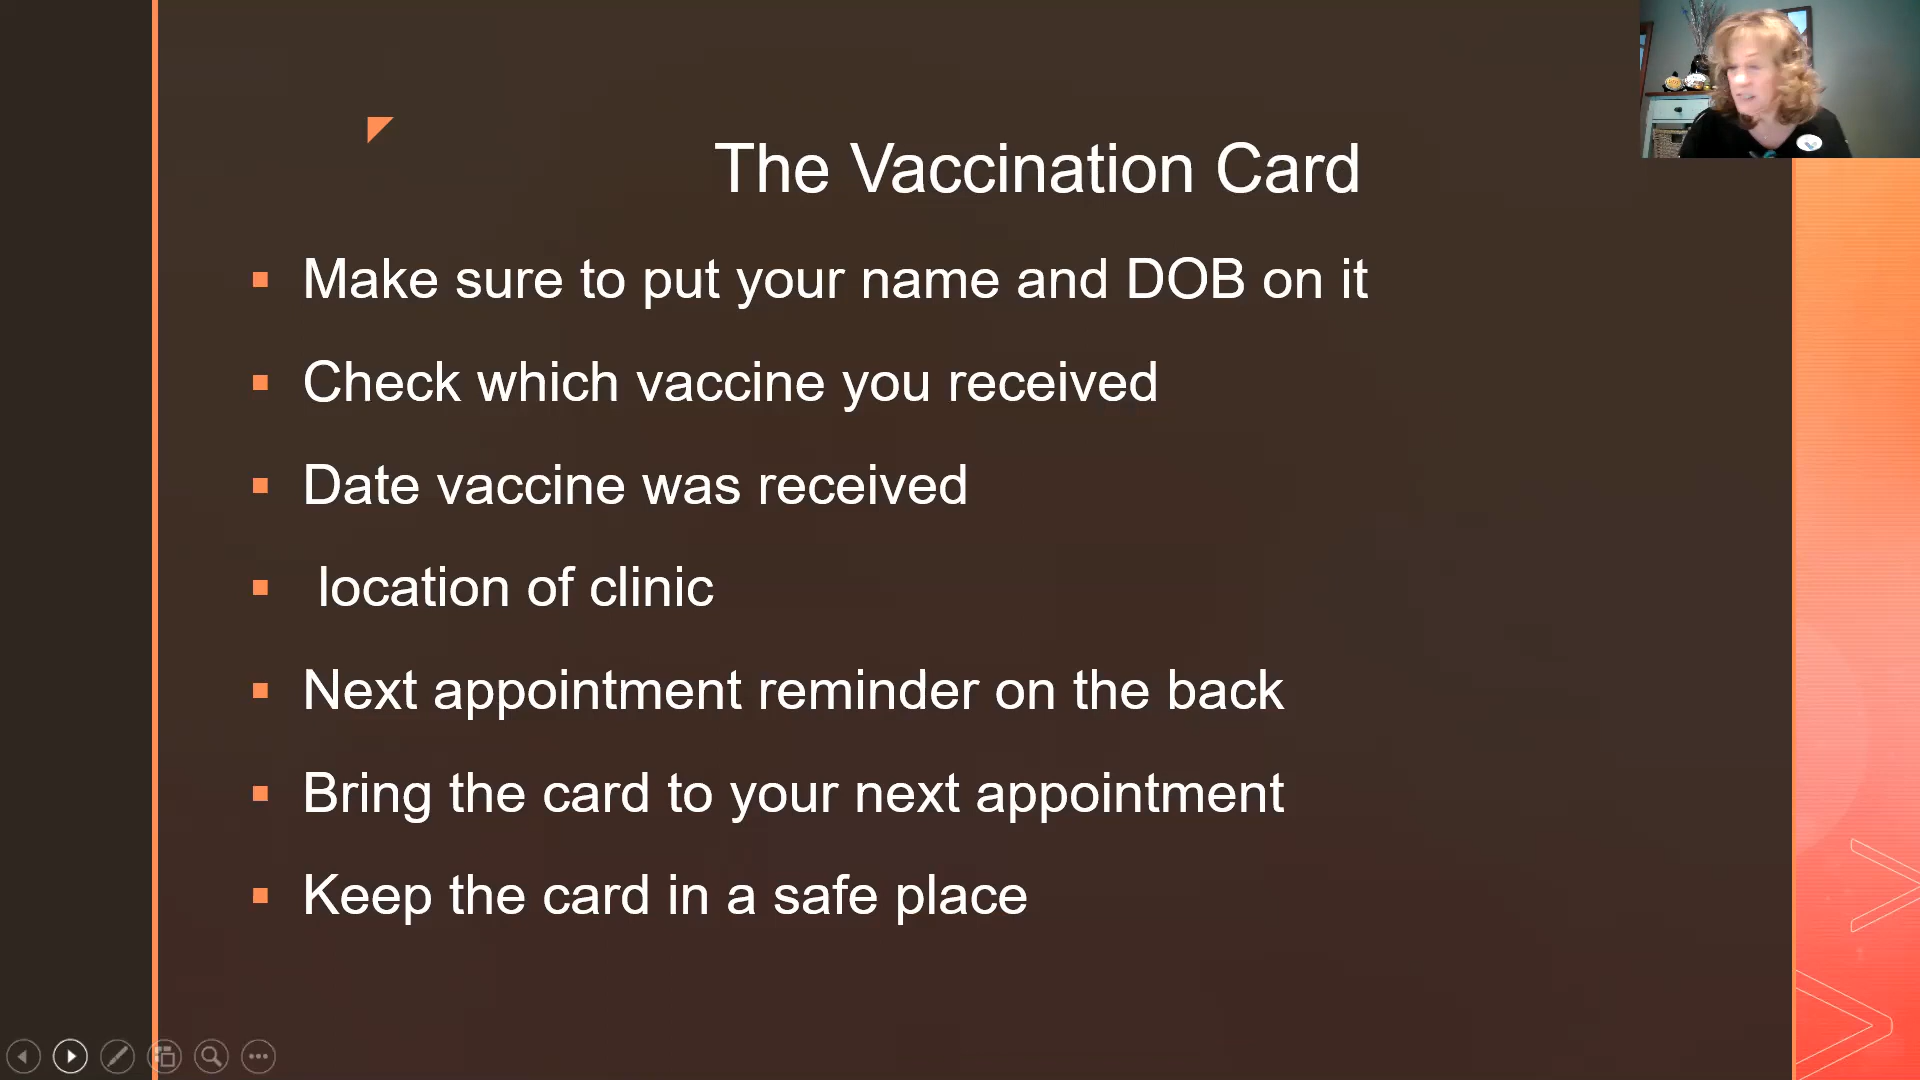 The Vaccination Card
Make sure to put your name and DOB on it
Check which vaccine you received
Date vaccine was received
location of clinic
Next appointment reminder on the back
Bring the card to your next appointment
Keep the card in a safe place